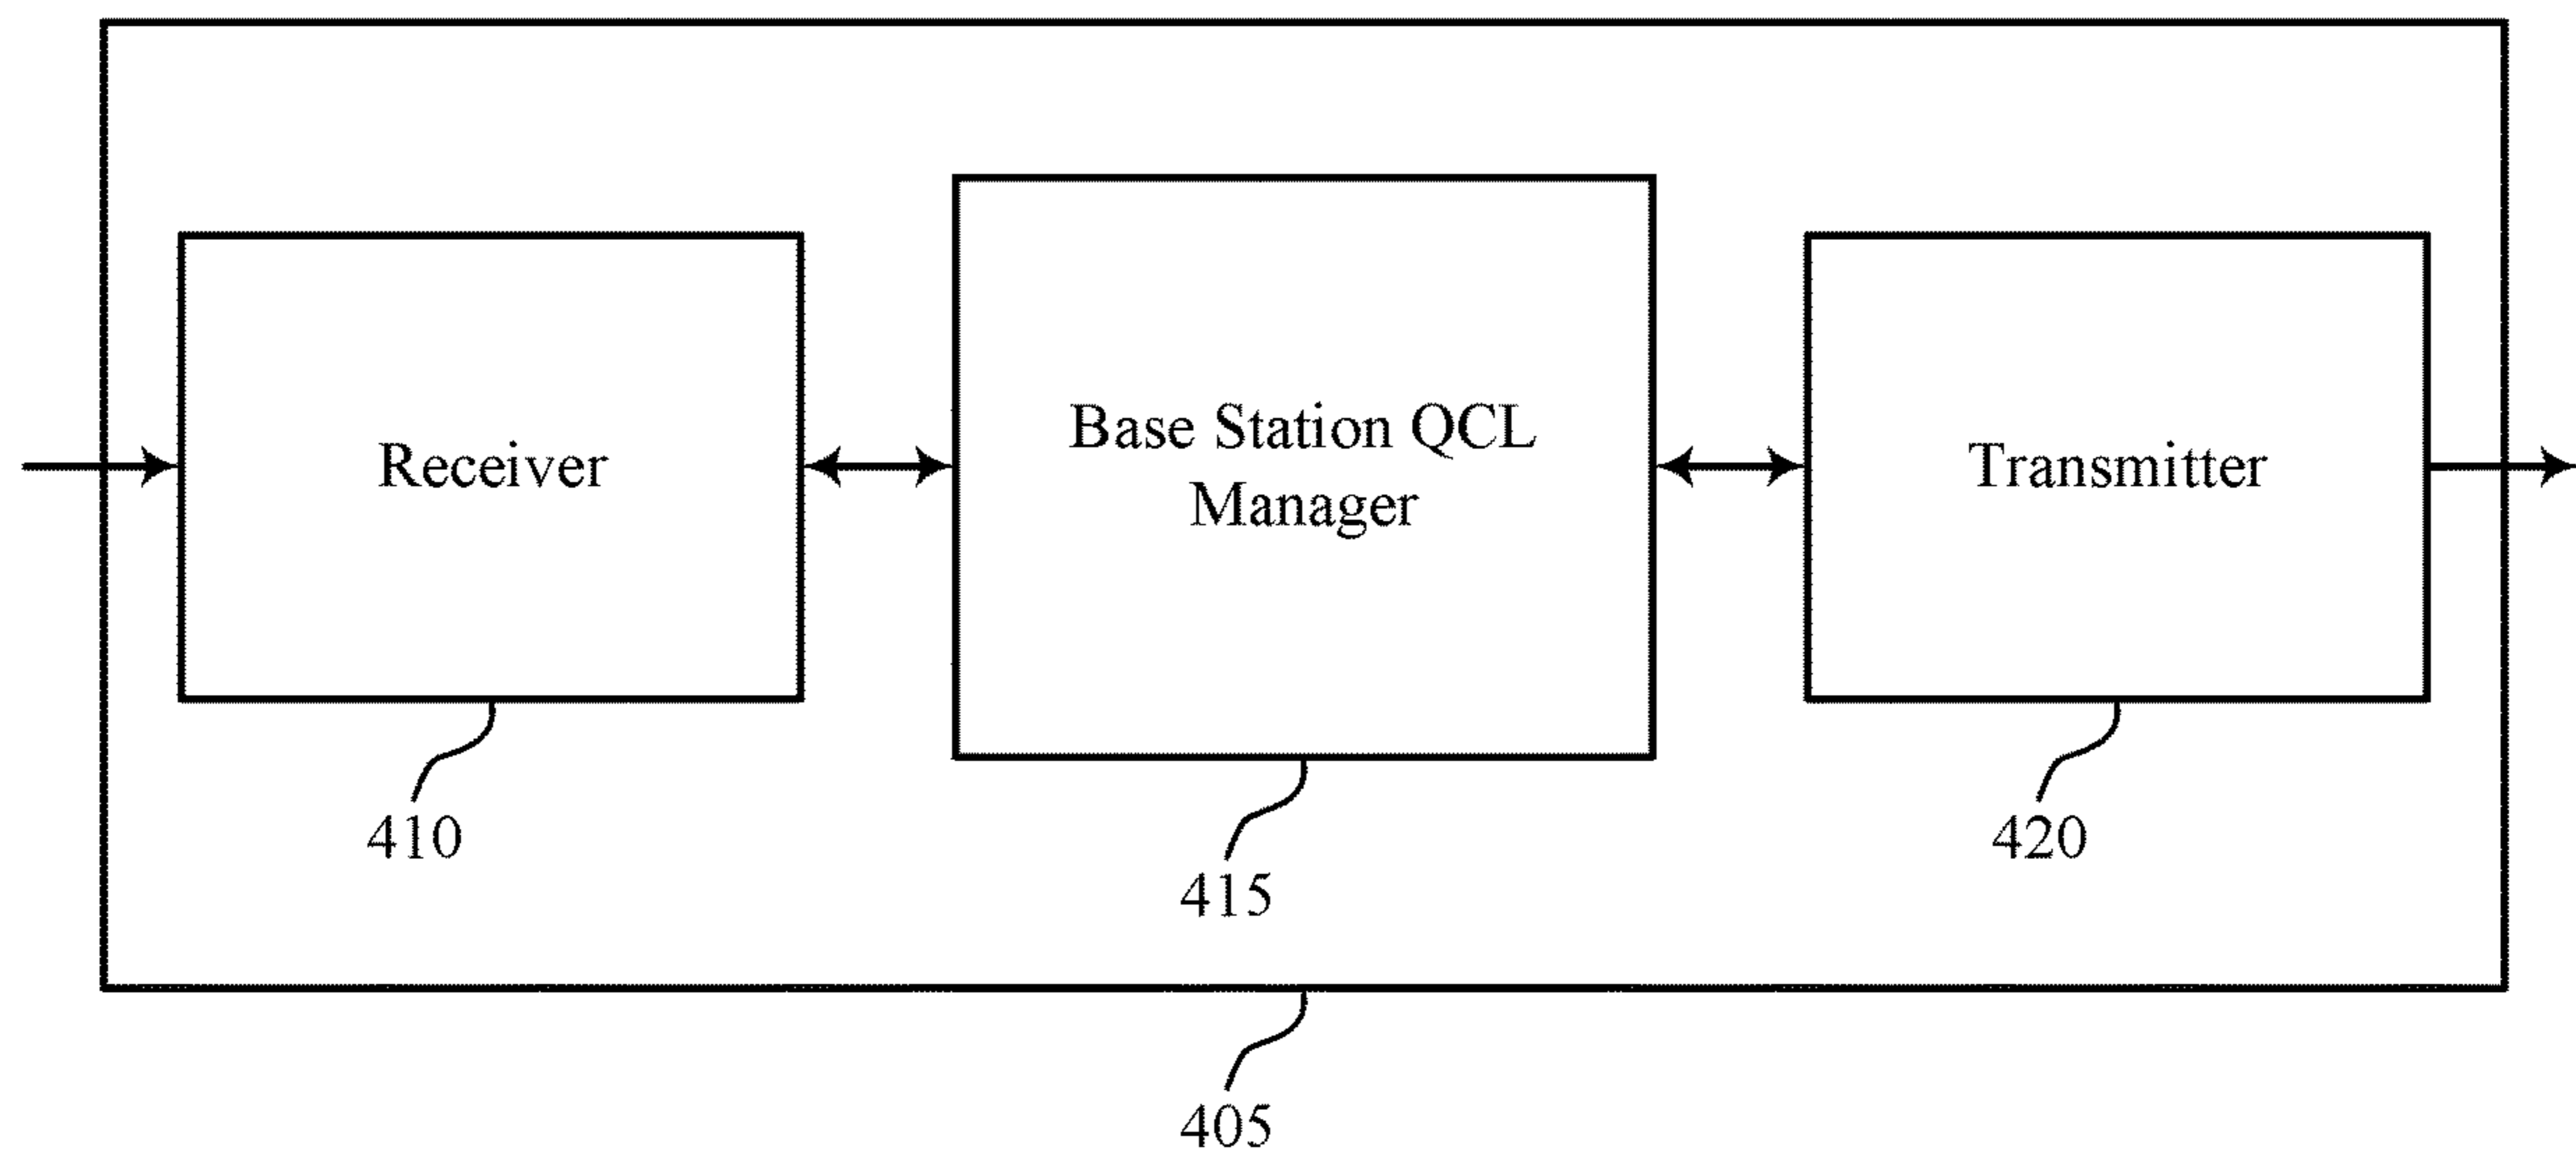 Receiver
Base Station QCL
Manager
Transmitter
410
415
420
405